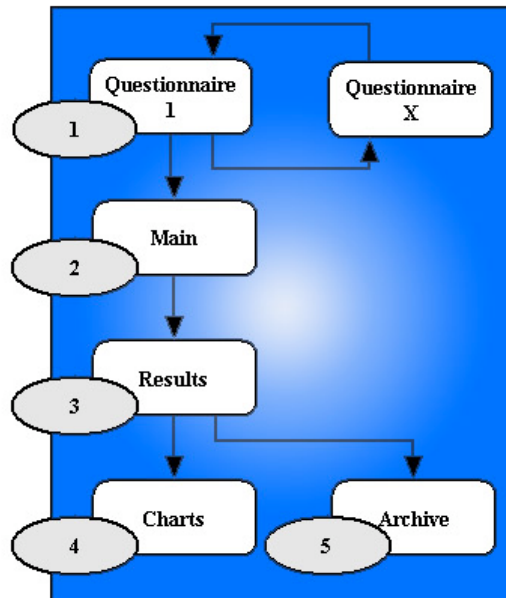 Questionnaire
1
Questionnaire
X
1
Main
2
Results
3
Charts
4
Archive
5